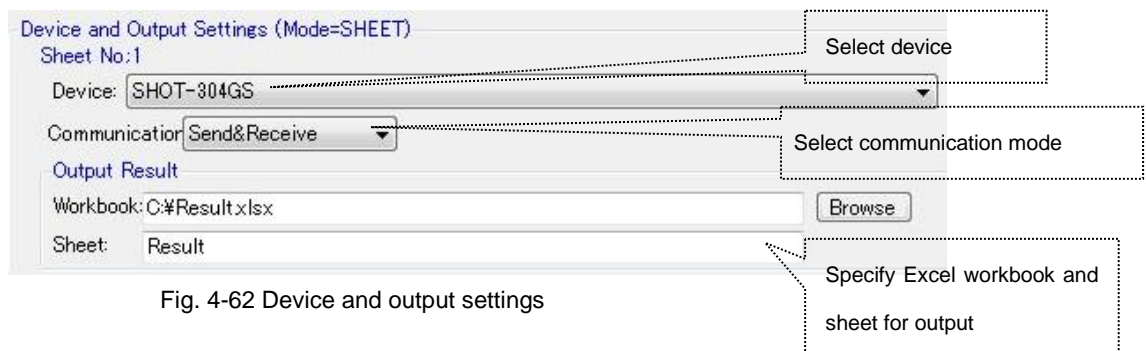 Device and Output Settings (Mode=SHEET)
Select device
Sheet No:1
Device: SHOT-304GS
Communication Send&Receive
Select communication mode
Output Result
Workbook: C:¥Result.xlsx Browse
Sheet: Result
Specify Excel workbook and
sheet for output
Fig. 4-62 Device and output settings